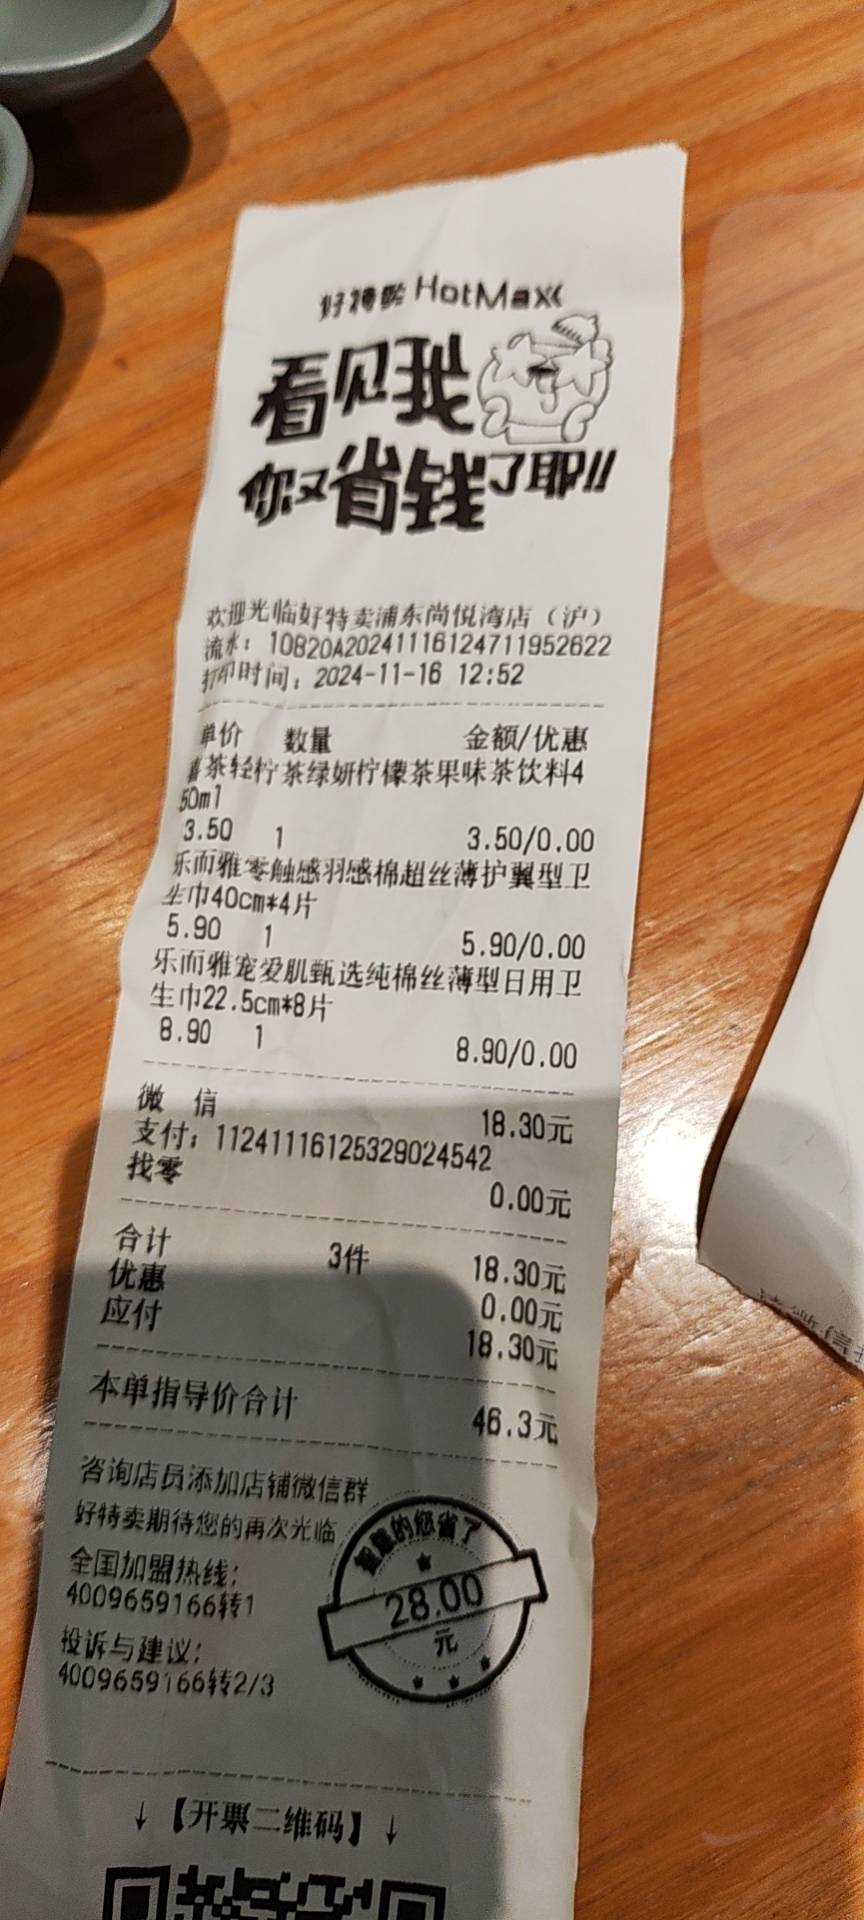 好特卖 HotMaxx
看见我
你又省钱了耶!!
欢迎光临好特卖浦东尚悦湾店（沪）
流水：10820A202411161247119526​22
打印时间：2024-11-16 12:52
单价 数量 金额/优惠
喜茶轻柠茶绿妍柠檬茶果味茶饮料4
50ml
3.50 1 3.50/0.00
乐而雅零触感羽感棉超丝薄护翼型卫
生巾40cm*4片
5.90 1 5.90/0.00
乐而雅宠爱肌甄选纯棉丝薄型日用卫
生巾22.5cm*8片
8.90 1 8.90/0.00
微 信 18.30元
支付：11241116125329024542
找零 0.00元
合计 3件 18.30元
优惠 0.00元
应付 18.30元
本单指导价合计 46.3元
咨询店员添加店铺微信群
好特卖期待您的再次光临
全国加盟热线：
4009659166转1
投诉与建议：
4009659166转2/3
智慧的您省了
28.00
元
↓【开票二维码】↓